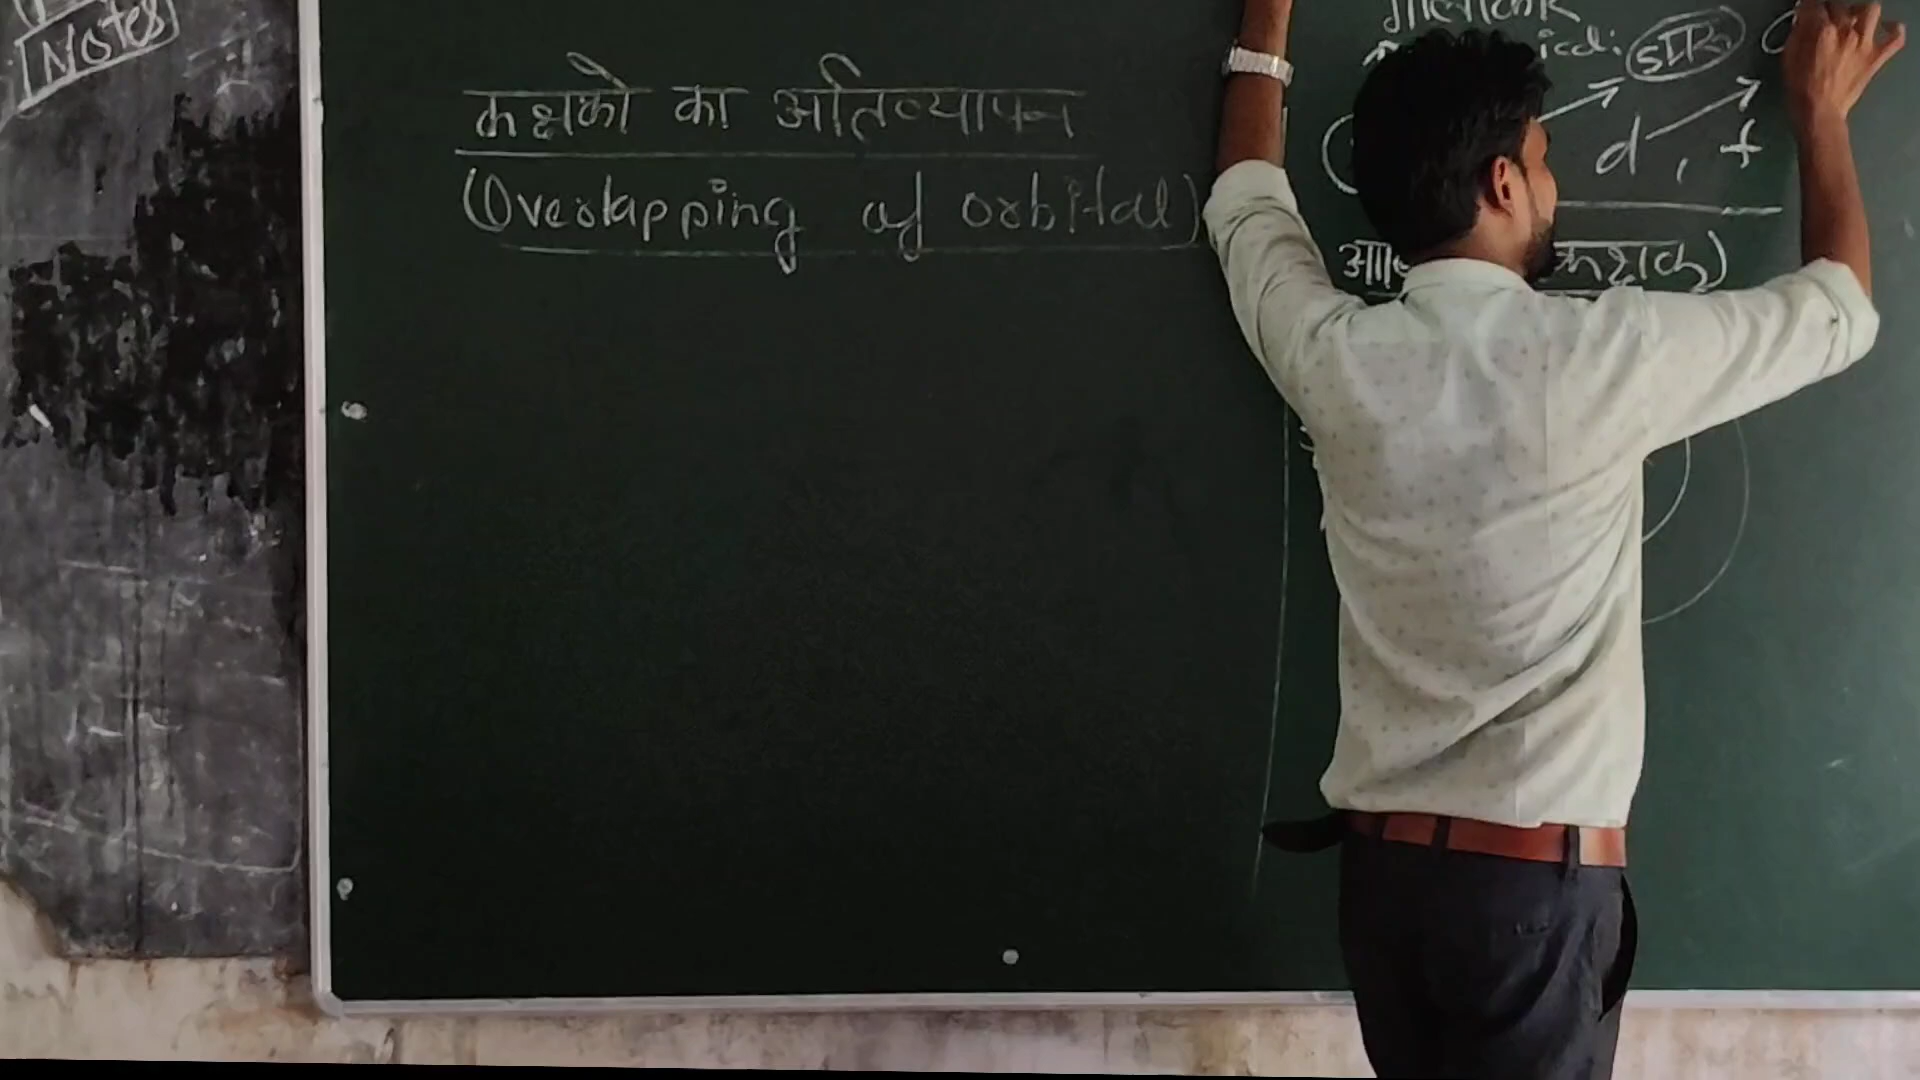 Notes
कक्षको का अतिव्यापन
(Overlapping of orbital)
गोलाकार
d, f
कक्षक)